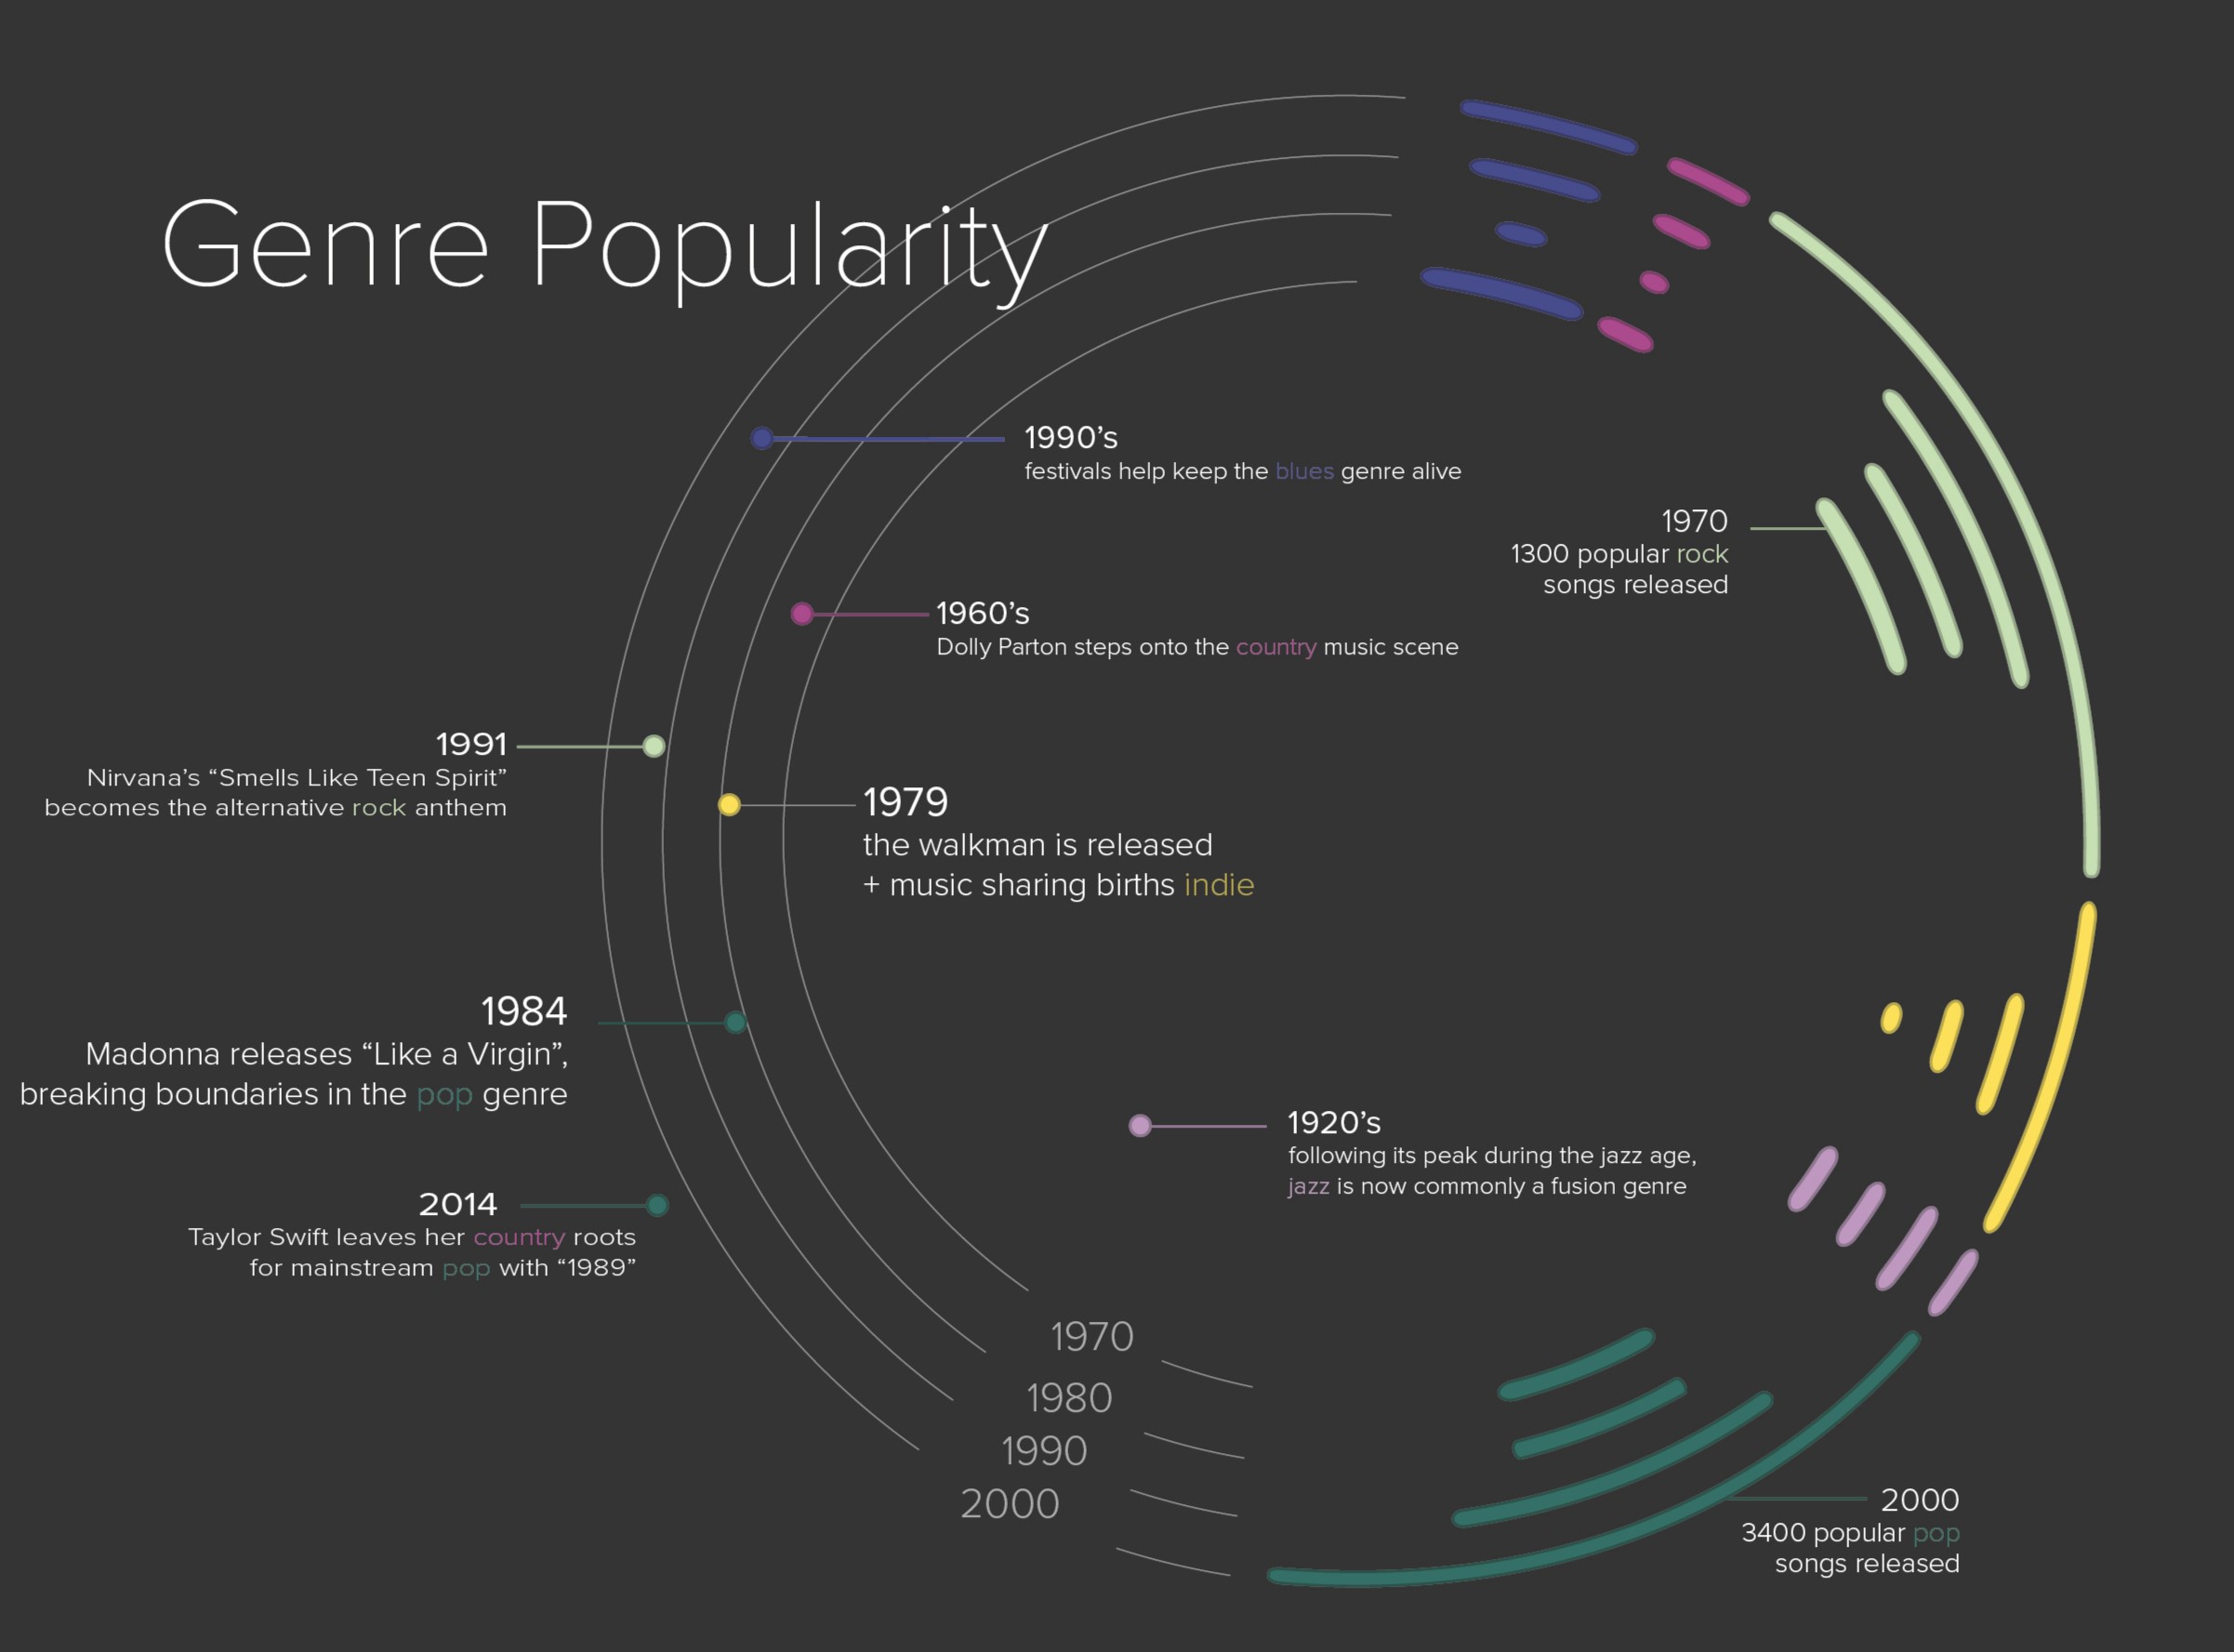 Genre Popularity
1990’s
festivals help keep the blues genre alive
1970
1300 popular rock
songs released
1960’s
Dolly Parton steps onto the country music scene
1991
Nirvana’s “Smells Like Teen Spirit”
becomes the alternative rock anthem
1979
the walkman is released
+ music sharing births indie
1984
Madonna releases “Like a Virgin”,
breaking boundaries in the pop genre
1920’s
following its peak during the jazz age,
jazz is now commonly a fusion genre
2014
Taylor Swift leaves her country roots
for mainstream pop with “1989”
1970
1980
1990
2000
2000
3400 popular pop
songs released